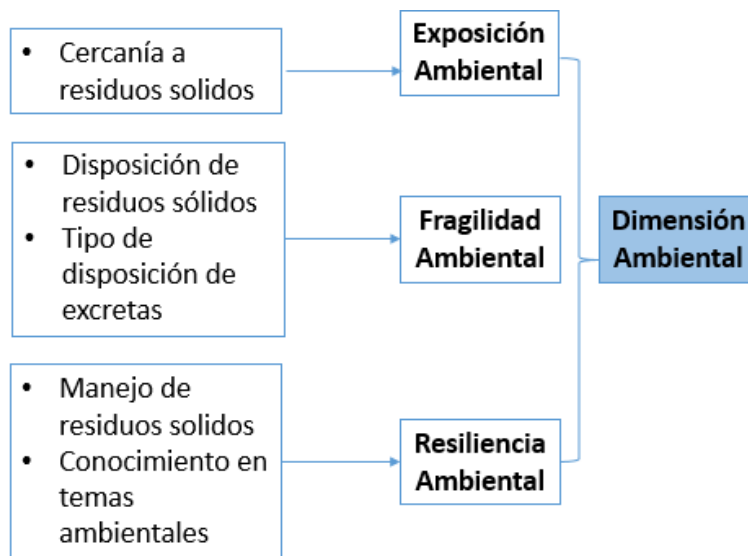 • Cercanía a
residuos solidos
Exposición
Ambiental
• Disposición de
residuos sólidos
• Tipo de
disposición de
excretas
Fragilidad
Ambiental
Dimensión
Ambiental
• Manejo de
residuos solidos
• Conocimiento en
temas
ambientales
Resiliencia
Ambiental